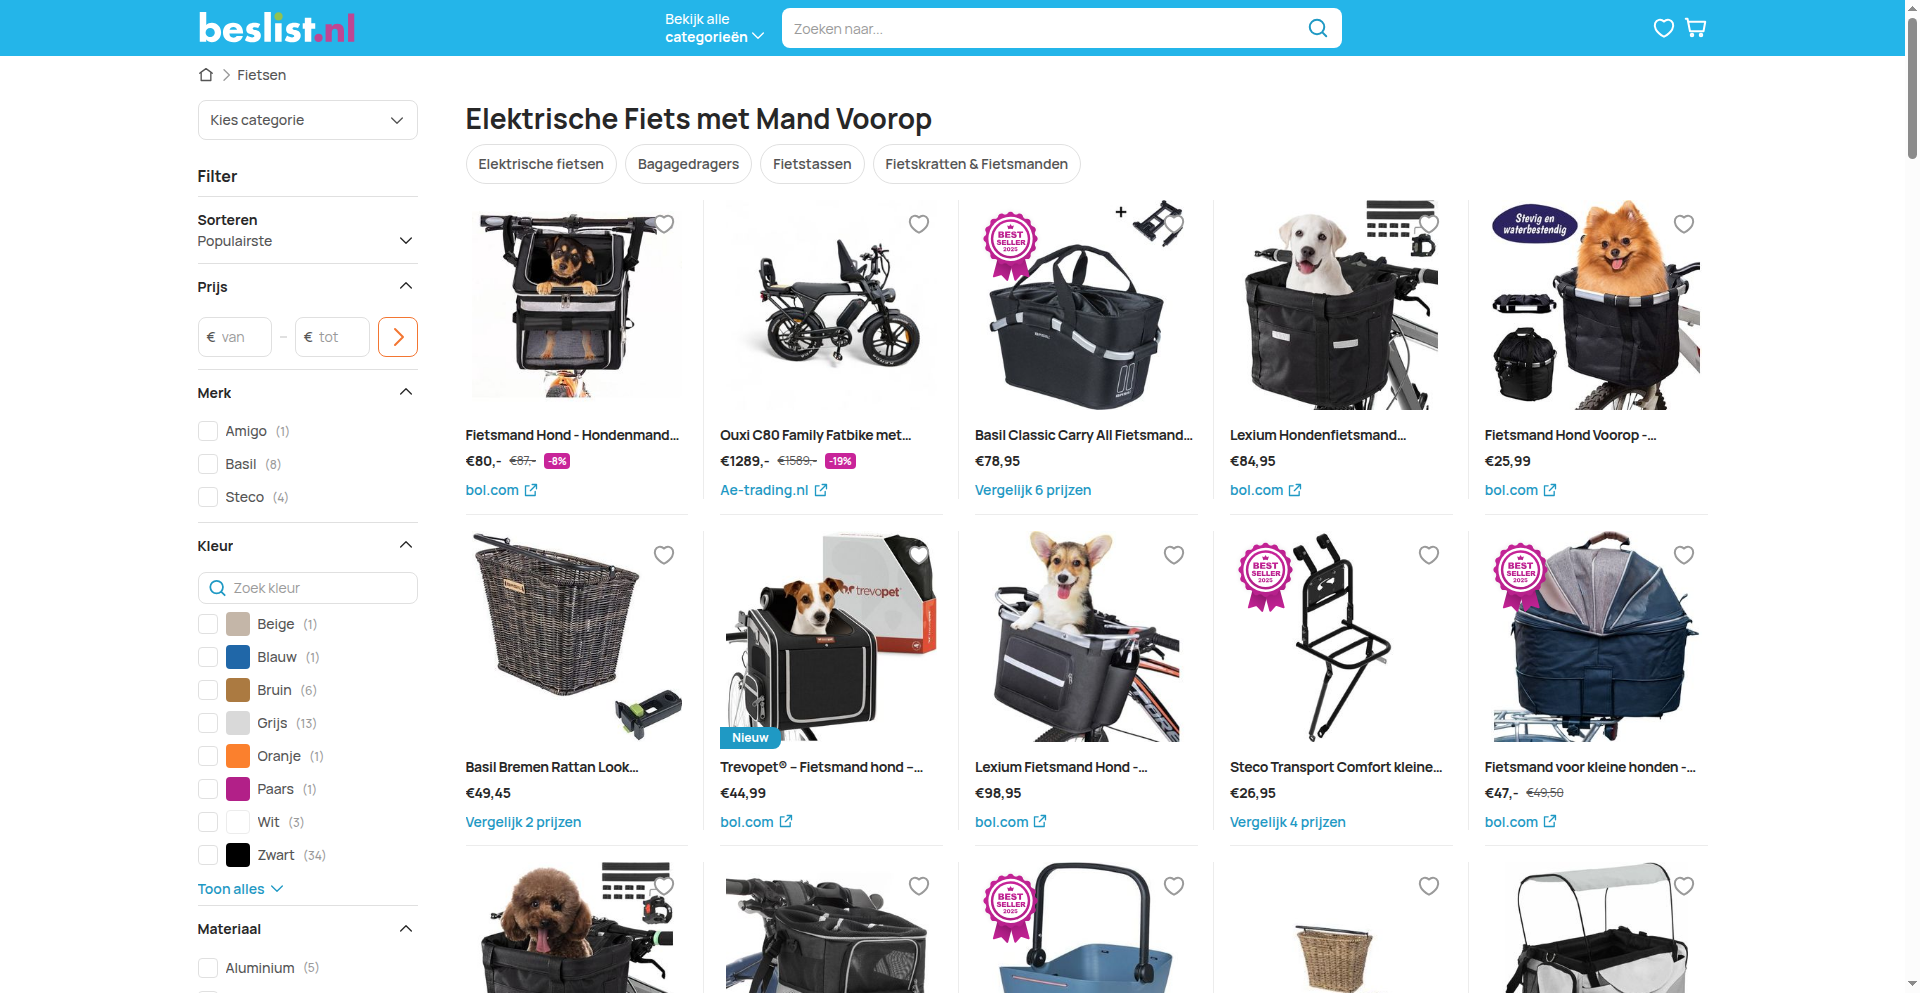 beslist.nl
Bekijk alle
categorieën
Zoeken naar...
Fietsen
Kies categorie
Filter
Sorteren
Populairste
Prijs
€ van
–
€ tot
Merk
Amigo (1)
Basil (8)
Steco (4)
Kleur
Zoek kleur
Beige (1)
Blauw (1)
Bruin (6)
Grijs (13)
Oranje (1)
Paars (1)
Wit (3)
Zwart (34)
Toon alles
Materiaal
Aluminium (5)
Elektrische Fiets met Mand Voorop
Elektrische fietsen
Bagagedragers
Fietstassen
Fietskratten & Fietsmanden
Fietsmand Hond - Hondenmand...
€80,- €87,- -8%
bol.com
Ouxi C80 Family Fatbike met...
€1289,- €1589,- -19%
Ae-trading.nl
BEST
SELLER
2025
+
Basil Classic Carry All Fietsmand...
€78,95
Vergelijk 6 prijzen
Lexium Hondenfietsmand...
€84,95
bol.com
Stevig en
waterbestendig
Fietsmand Hond Voorop -...
€25,99
bol.com
Basil Bremen Rattan Look...
€49,45
Vergelijk 2 prijzen
trevopet
Nieuw
Trevopet® – Fietsmand hond –...
€44,99
bol.com
Lexium Fietsmand Hond -...
€98,95
bol.com
BEST
SELLER
2025
Steco Transport Comfort kleine...
€26,95
Vergelijk 4 prijzen
BEST
SELLER
2025
Fietsmand voor kleine honden -...
€47,- €49,50
bol.com
BEST
SELLER
2025